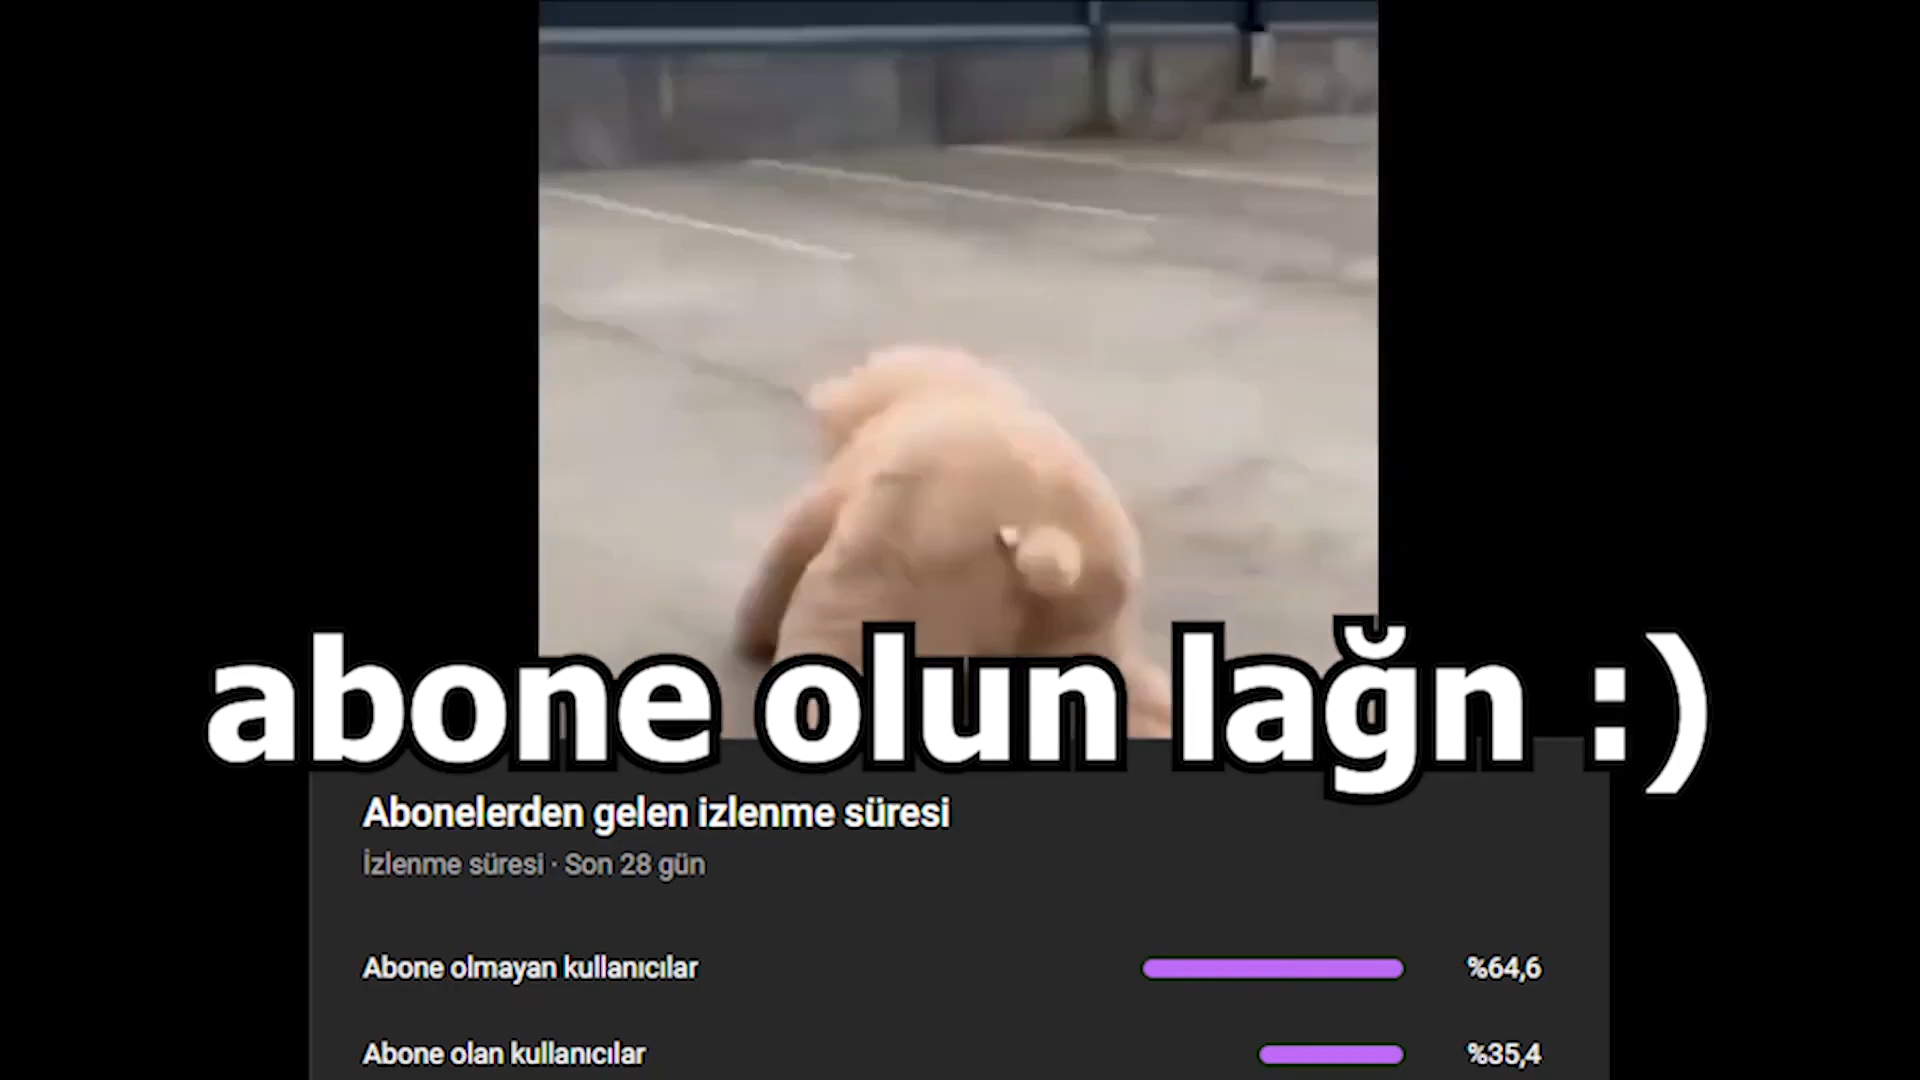 abone olun lağn :)
Abonelerden gelen izlenme süresi
İzlenme süresi · Son 28 gün
Abone olmayan kullanıcılar %64,6
Abone olan kullanıcılar %35,4